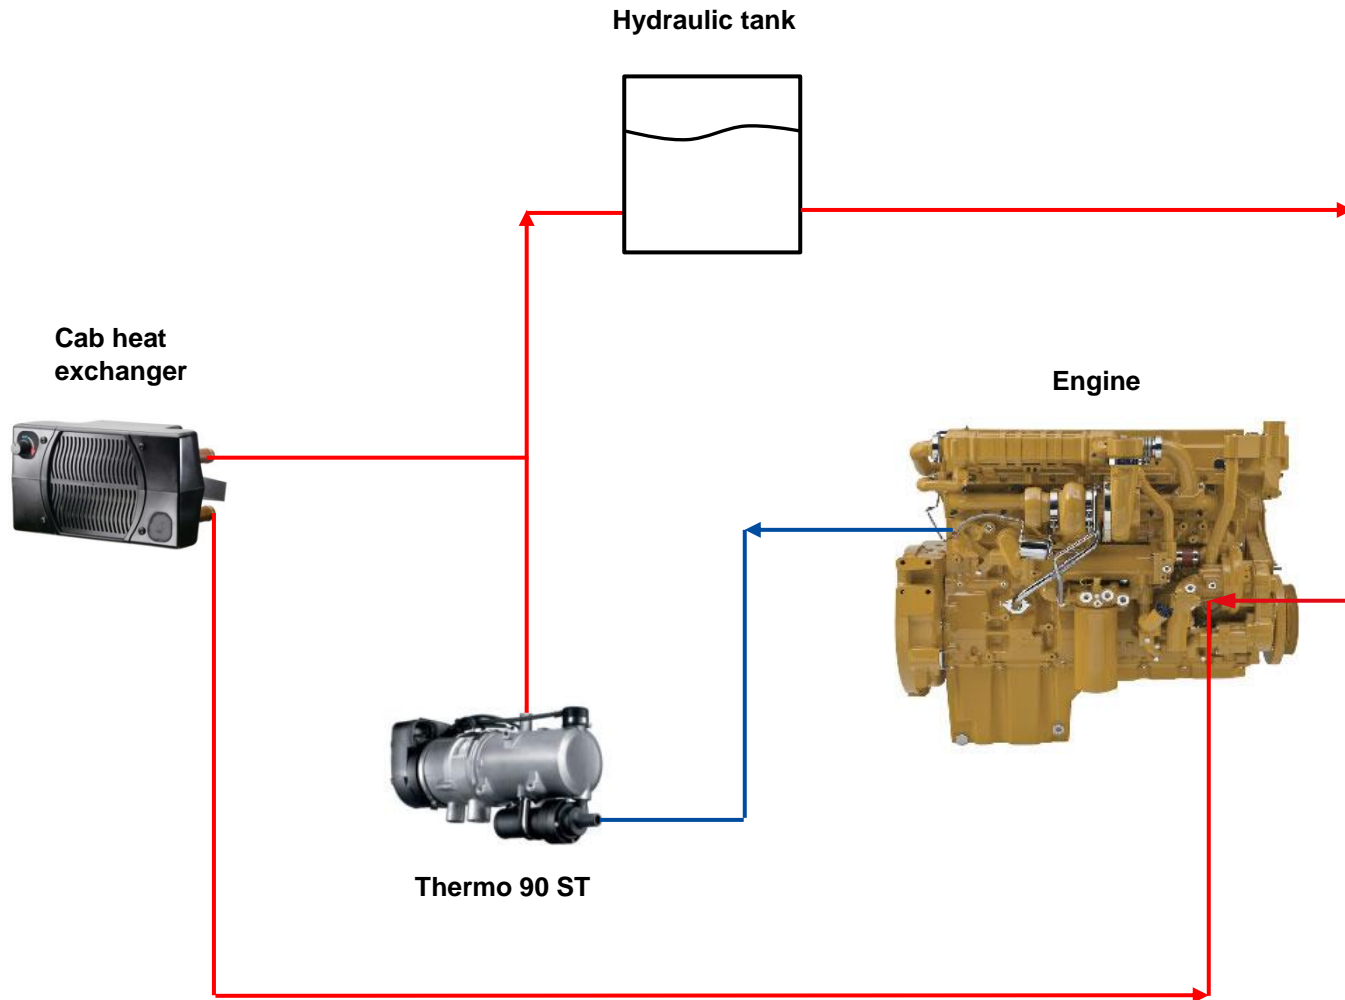 Hydraulic tank
Cab heat
exchanger
Engine
Thermo 90 ST